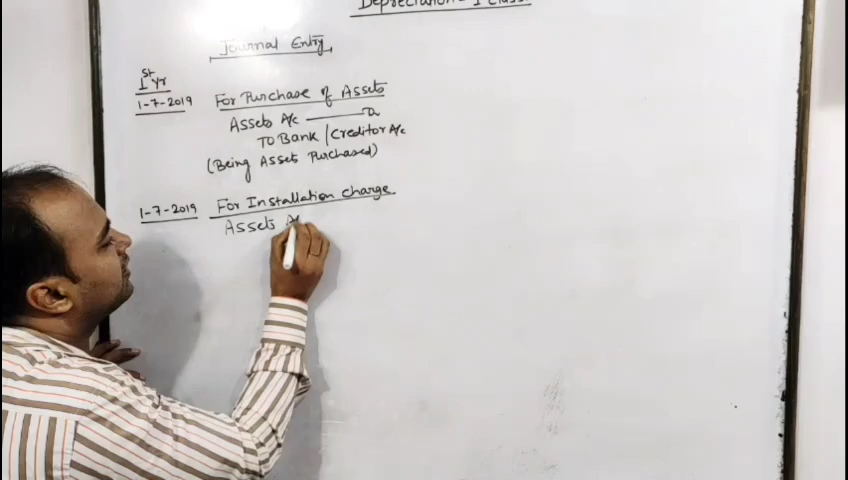 Depreciation - I Class
Journal Entry
1st Yr
1-7-2019 For Purchase of Assets
Assets A/c ——— Dr
To Bank / Creditor A/c
(Being Assets Purchased)
1-7-2019 For Installation charge
Assets A